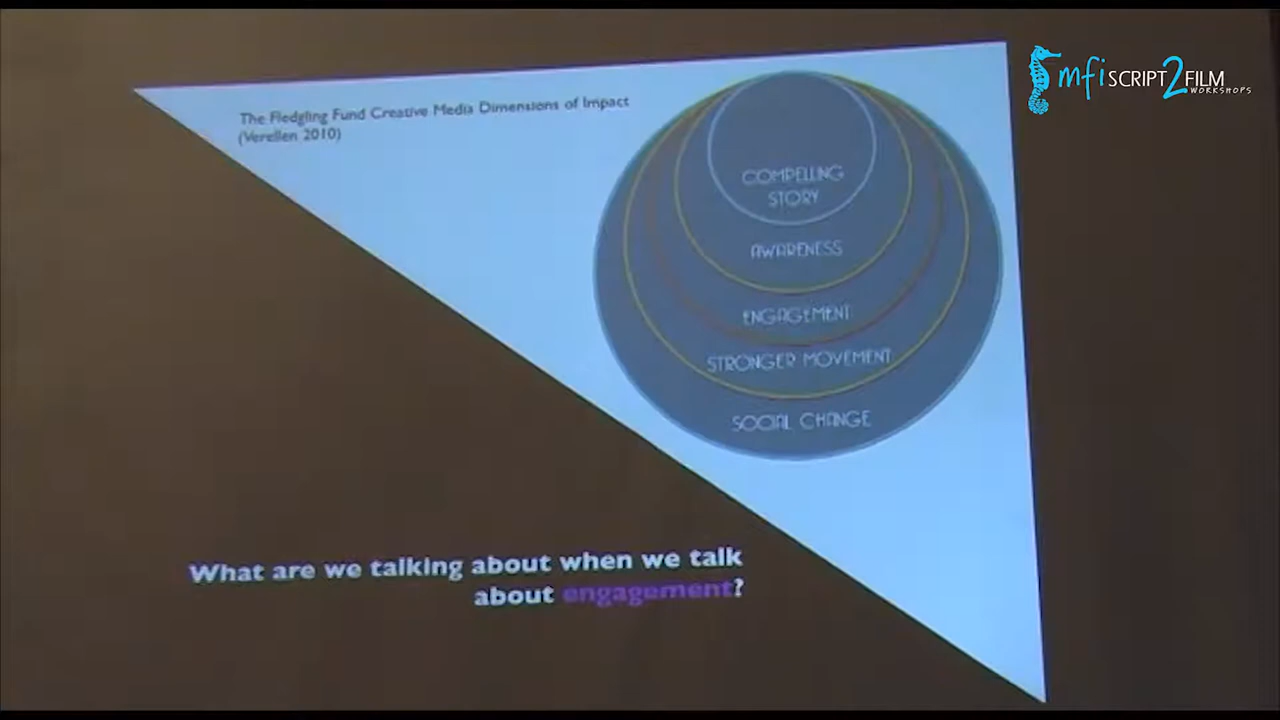 mfi SCRIPT2FILM
WORKSHOPS
The Fledgling Fund Creative Media Dimensions of Impact
(Verellen 2010)
COMPELLING
STORY
AWARENESS
ENGAGEMENT
STRONGER MOVEMENT
SOCIAL CHANGE
What are we talking about when we talk
about engagement?